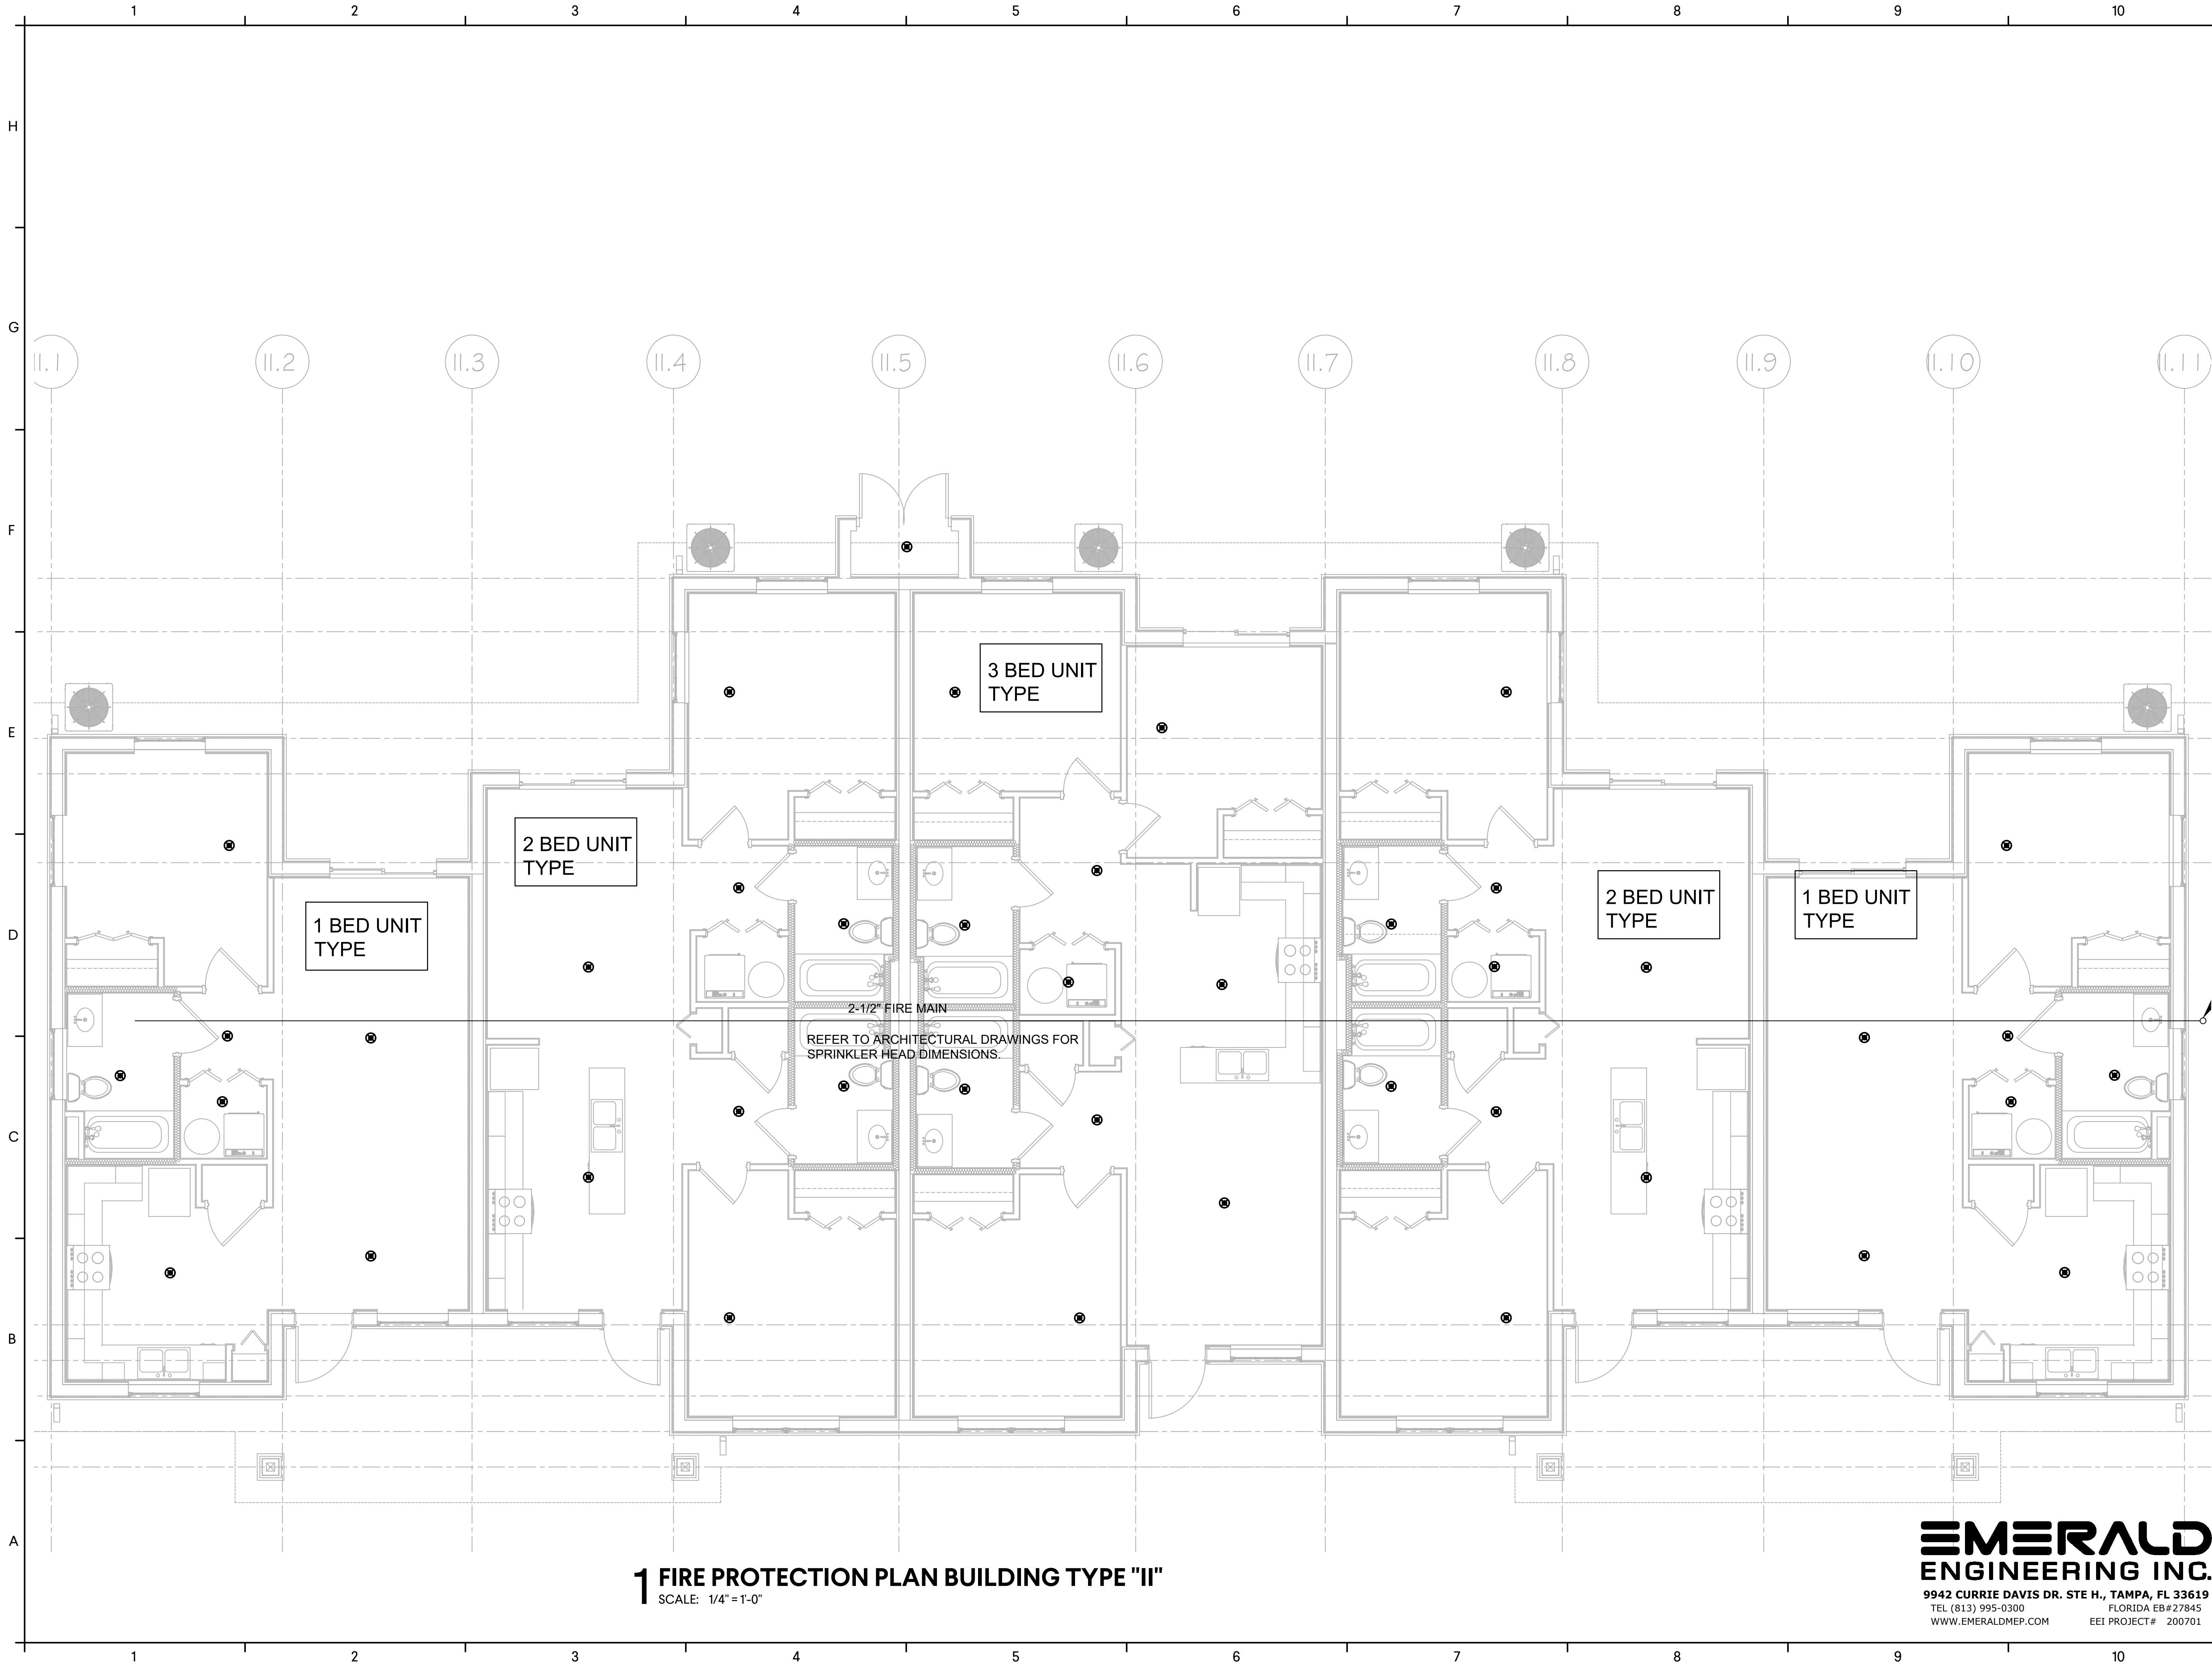 1 2 3 4 5 6 7 8 9 10
H
G
II.1 II.2 II.3 II.4 II.5 II.6 II.7 II.8 II.9 II.10 II.11
F
3 BED UNIT
TYPE
E
2 BED UNIT
TYPE
2 BED UNIT
TYPE
1 BED UNIT
TYPE
1 BED UNIT
TYPE
D
2-1/2" FIRE MAIN
REFER TO ARCHITECTURAL DRAWINGS FOR
SPRINKLER HEAD DIMENSIONS.
C
B
A
1 FIRE PROTECTION PLAN BUILDING TYPE "II"
SCALE: 1/4" = 1'-0"
EMERALD
ENGINEERING INC.
9942 CURRIE DAVIS DR. STE H., TAMPA, FL 33619
TEL (813) 995-0300 FLORIDA EB#27845
WWW.EMERALDMEP.COM EEI PROJECT# 200701
1 2 3 4 5 6 7 8 9 10